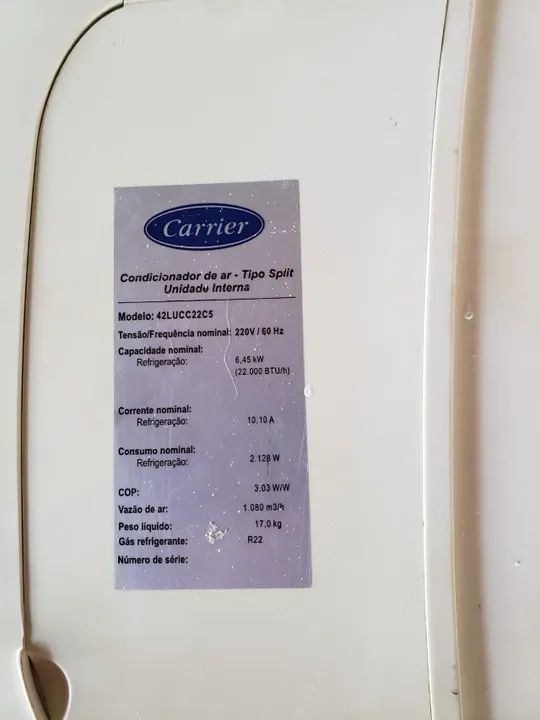 Carrier
Condicionador de ar - Tipo Split
Unidade Interna
Modelo: 42LUCC22C5
Tensão/Frequência nominal: 220V / 60 Hz
Capacidade nominal:
Refrigeração: 6,45 kW
(22.000 BTU/h)
Corrente nominal:
Refrigeração: 10.10 A
Consumo nominal:
Refrigeração: 2.128 W
COP: 3.03 W/W
Vazão de ar: 1.080 m3/h
Peso líquido: 17,0 kg
Gás refrigerante: R22
Número de série: